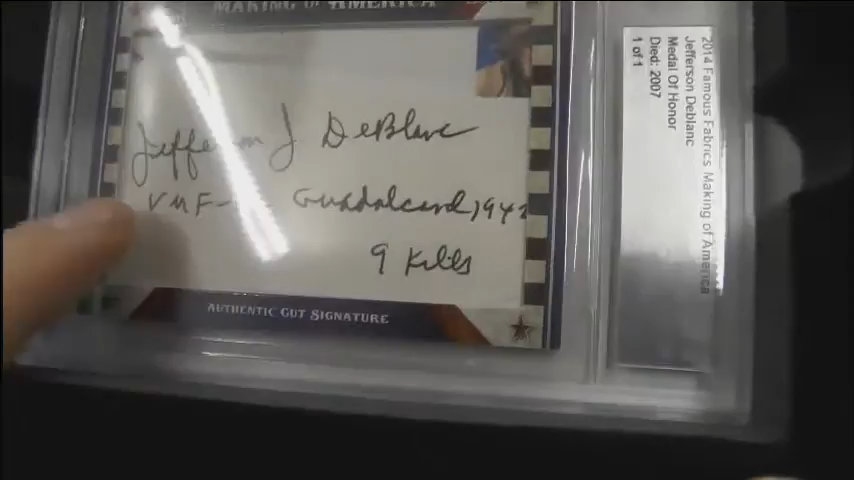 MAKING OF AMERICA
Jefferson J DeBlanc
VMF- Guadalcanal, 1942
9 Kills
AUTHENTIC CUT SIGNATURE
2014 Famous Fabrics Making of America
Jefferson Deblanc
Medal Of Honor
Died: 2007
1 of 1